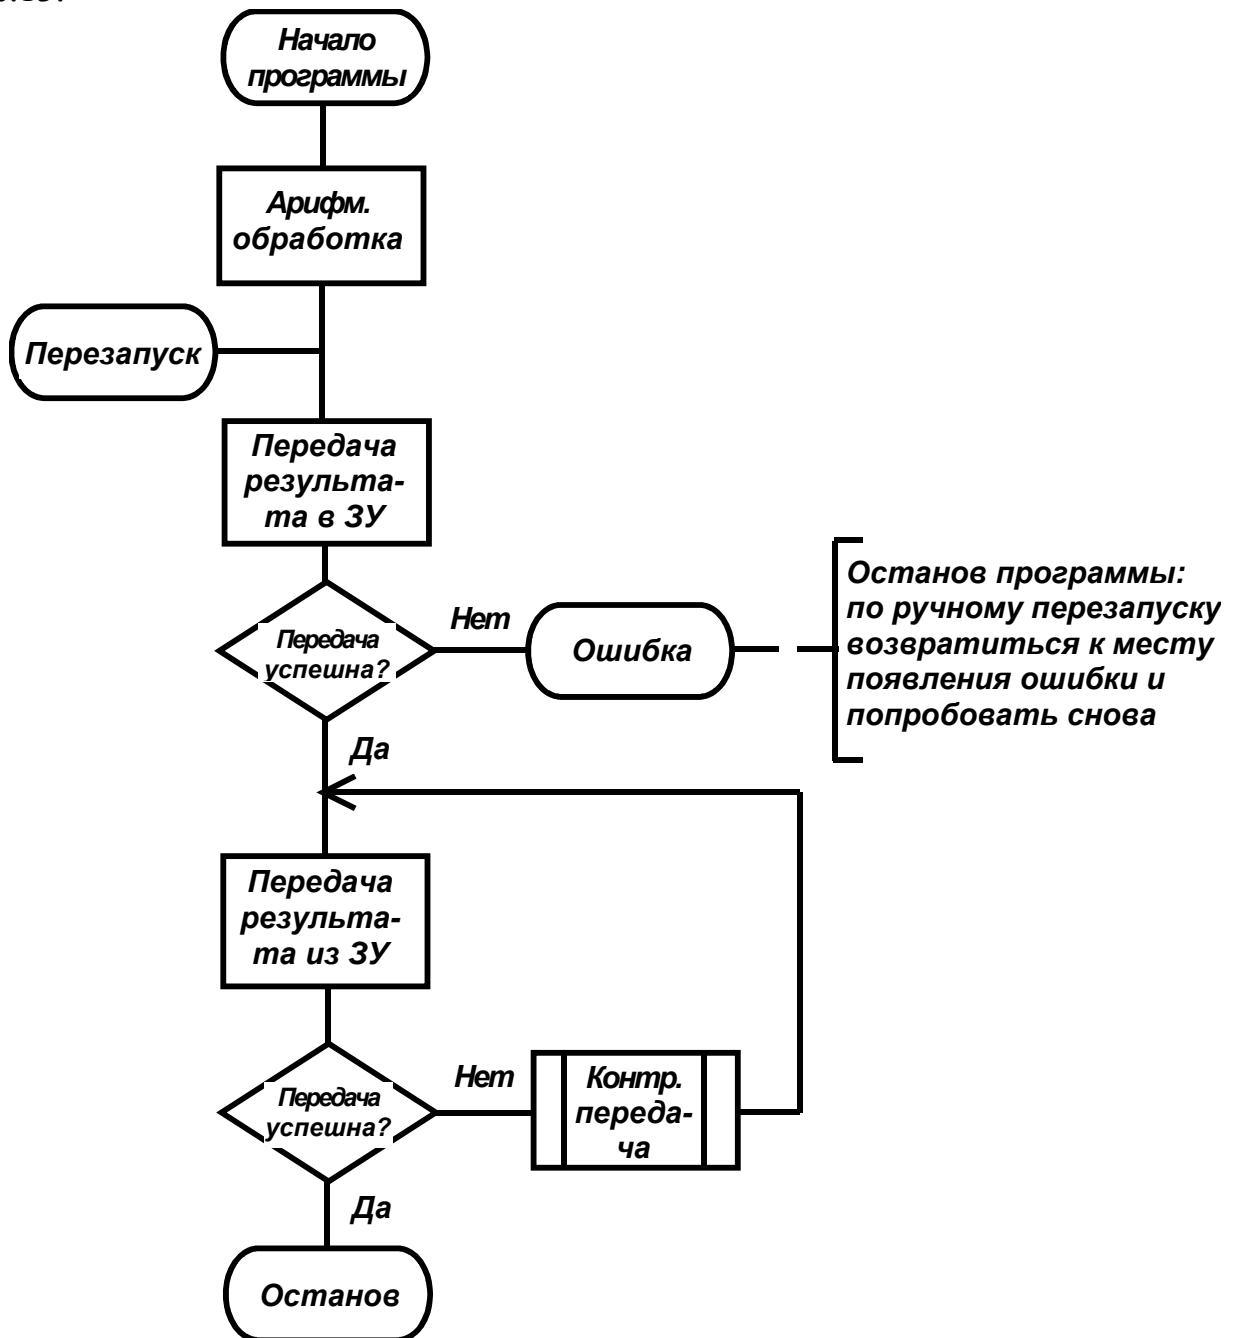 Начало
программы
Арифм.
обработка
Перезапуск
Передача
результа-
та в ЗУ
Передача
успешна?
Нет
Ошибка
Останов программы:
по ручному перезапуску
возвратиться к месту
появления ошибки и
попробовать снова
Да
Передача
результа-
та из ЗУ
Передача
успешна?
Нет
Контр.
переда-
ча
Да
Останов